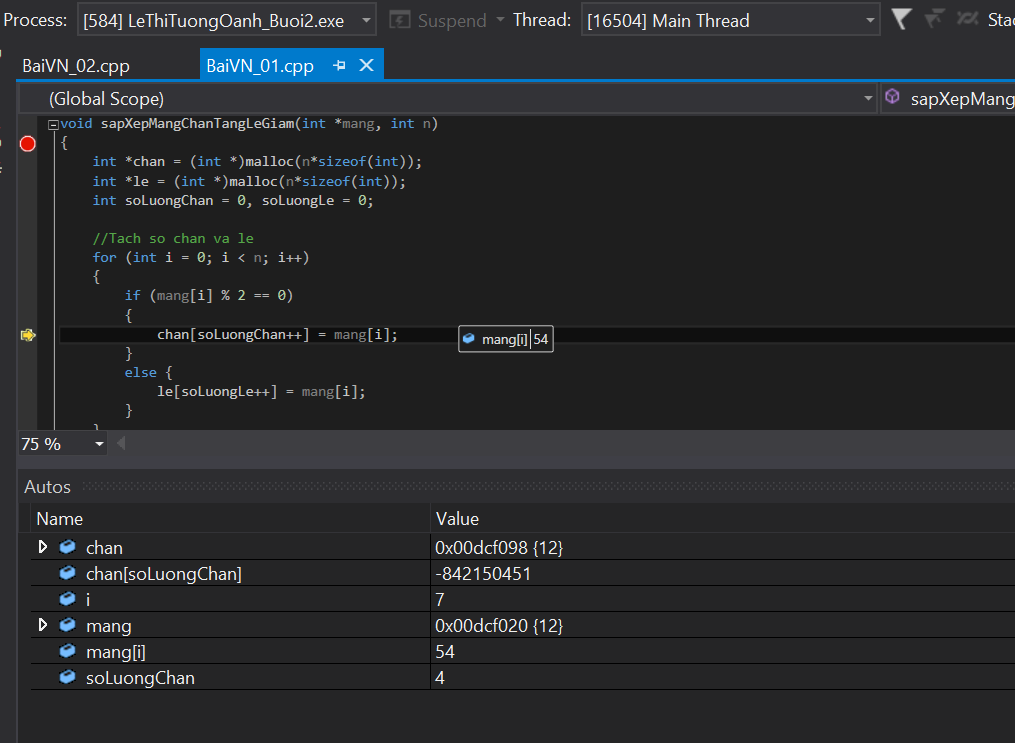 Process: [584] LeThiTuongOanh_Buoi2.exe Suspend Thread: [16504] Main Thread
BaiVN_02.cpp BaiVN_01.cpp
(Global Scope) sapXepMang
void sapXepMangChanTangLeGiam(int *mang, int n)
{
int *chan = (int *)malloc(n*sizeof(int));
int *le = (int *)malloc(n*sizeof(int));
int soLuongChan = 0, soLuongLe = 0;
//Tach so chan va le
for (int i = 0; i < n; i++)
{
if (mang[i] % 2 == 0)
{
chan[soLuongChan++] = mang[i]; mang[i] 54
}
else {
le[soLuongLe++] = mang[i];
}
75 %
Autos
Name Value
chan 0x00dcf098 {12}
chan[soLuongChan] -842150451
i 7
mang 0x00dcf020 {12}
mang[i] 54
soLuongChan 4